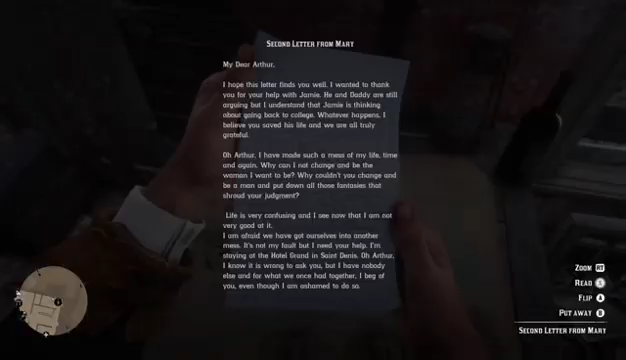 SECOND LETTER FROM MARY
My Dear Arthur,
I hope this letter finds you well. I wanted to thank
you for your help with Jamie. He and Daddy are still
arguing but I understand that Jamie is thinking
about going back to college. Whatever happens, I
believe you saved his life and we are all truly
grateful.
Oh Arthur, I have made such a mess of my life, time
and again. Why can I not change and be the
woman I want to be? Why couldn't you change and
be a man and put down all those fantasies that
shroud your judgment?
Life is very confusing and I see now that I am not
very good at it.
I am afraid we have got ourselves into another
mess. It's not my fault but I need your help. I'm
staying at the Hotel Grand in Saint Denis. Oh Arthur,
I know it is wrong to ask you, but I have nobody
else and for what we once had together, I beg of
you, even though I am ashamed to do so.
ZOOM RT
READ
FLIP A
PUT AWAY B
SECOND LETTER FROM MARY